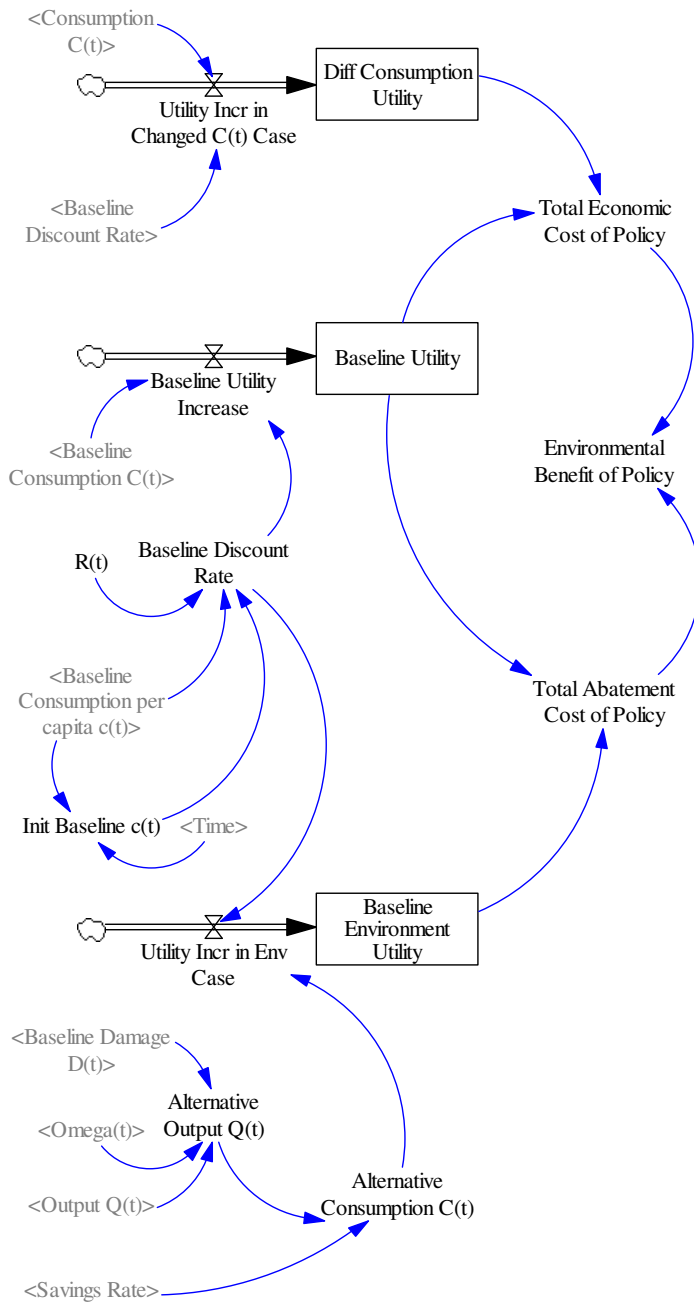 <Consumption
C(t)>
Diff Consumption
Utility
Utility Incr in
Changed C(t) Case
<Baseline
Discount Rate>
Total Economic
Cost of Policy
Baseline Utility
Baseline Utility
Increase
<Baseline
Consumption C(t)>
Environmental
Benefit of Policy
R(t)
Baseline Discount
Rate
<Baseline
Consumption per
capita c(t)>
Total Abatement
Cost of Policy
Init Baseline c(t)
<Time>
Baseline
Environment
Utility
Utility Incr in Env
Case
<Baseline Damage
D(t)>
Alternative
Output Q(t)
<Omega(t)>
<Output Q(t)>
Alternative
Consumption C(t)
<Savings Rate>